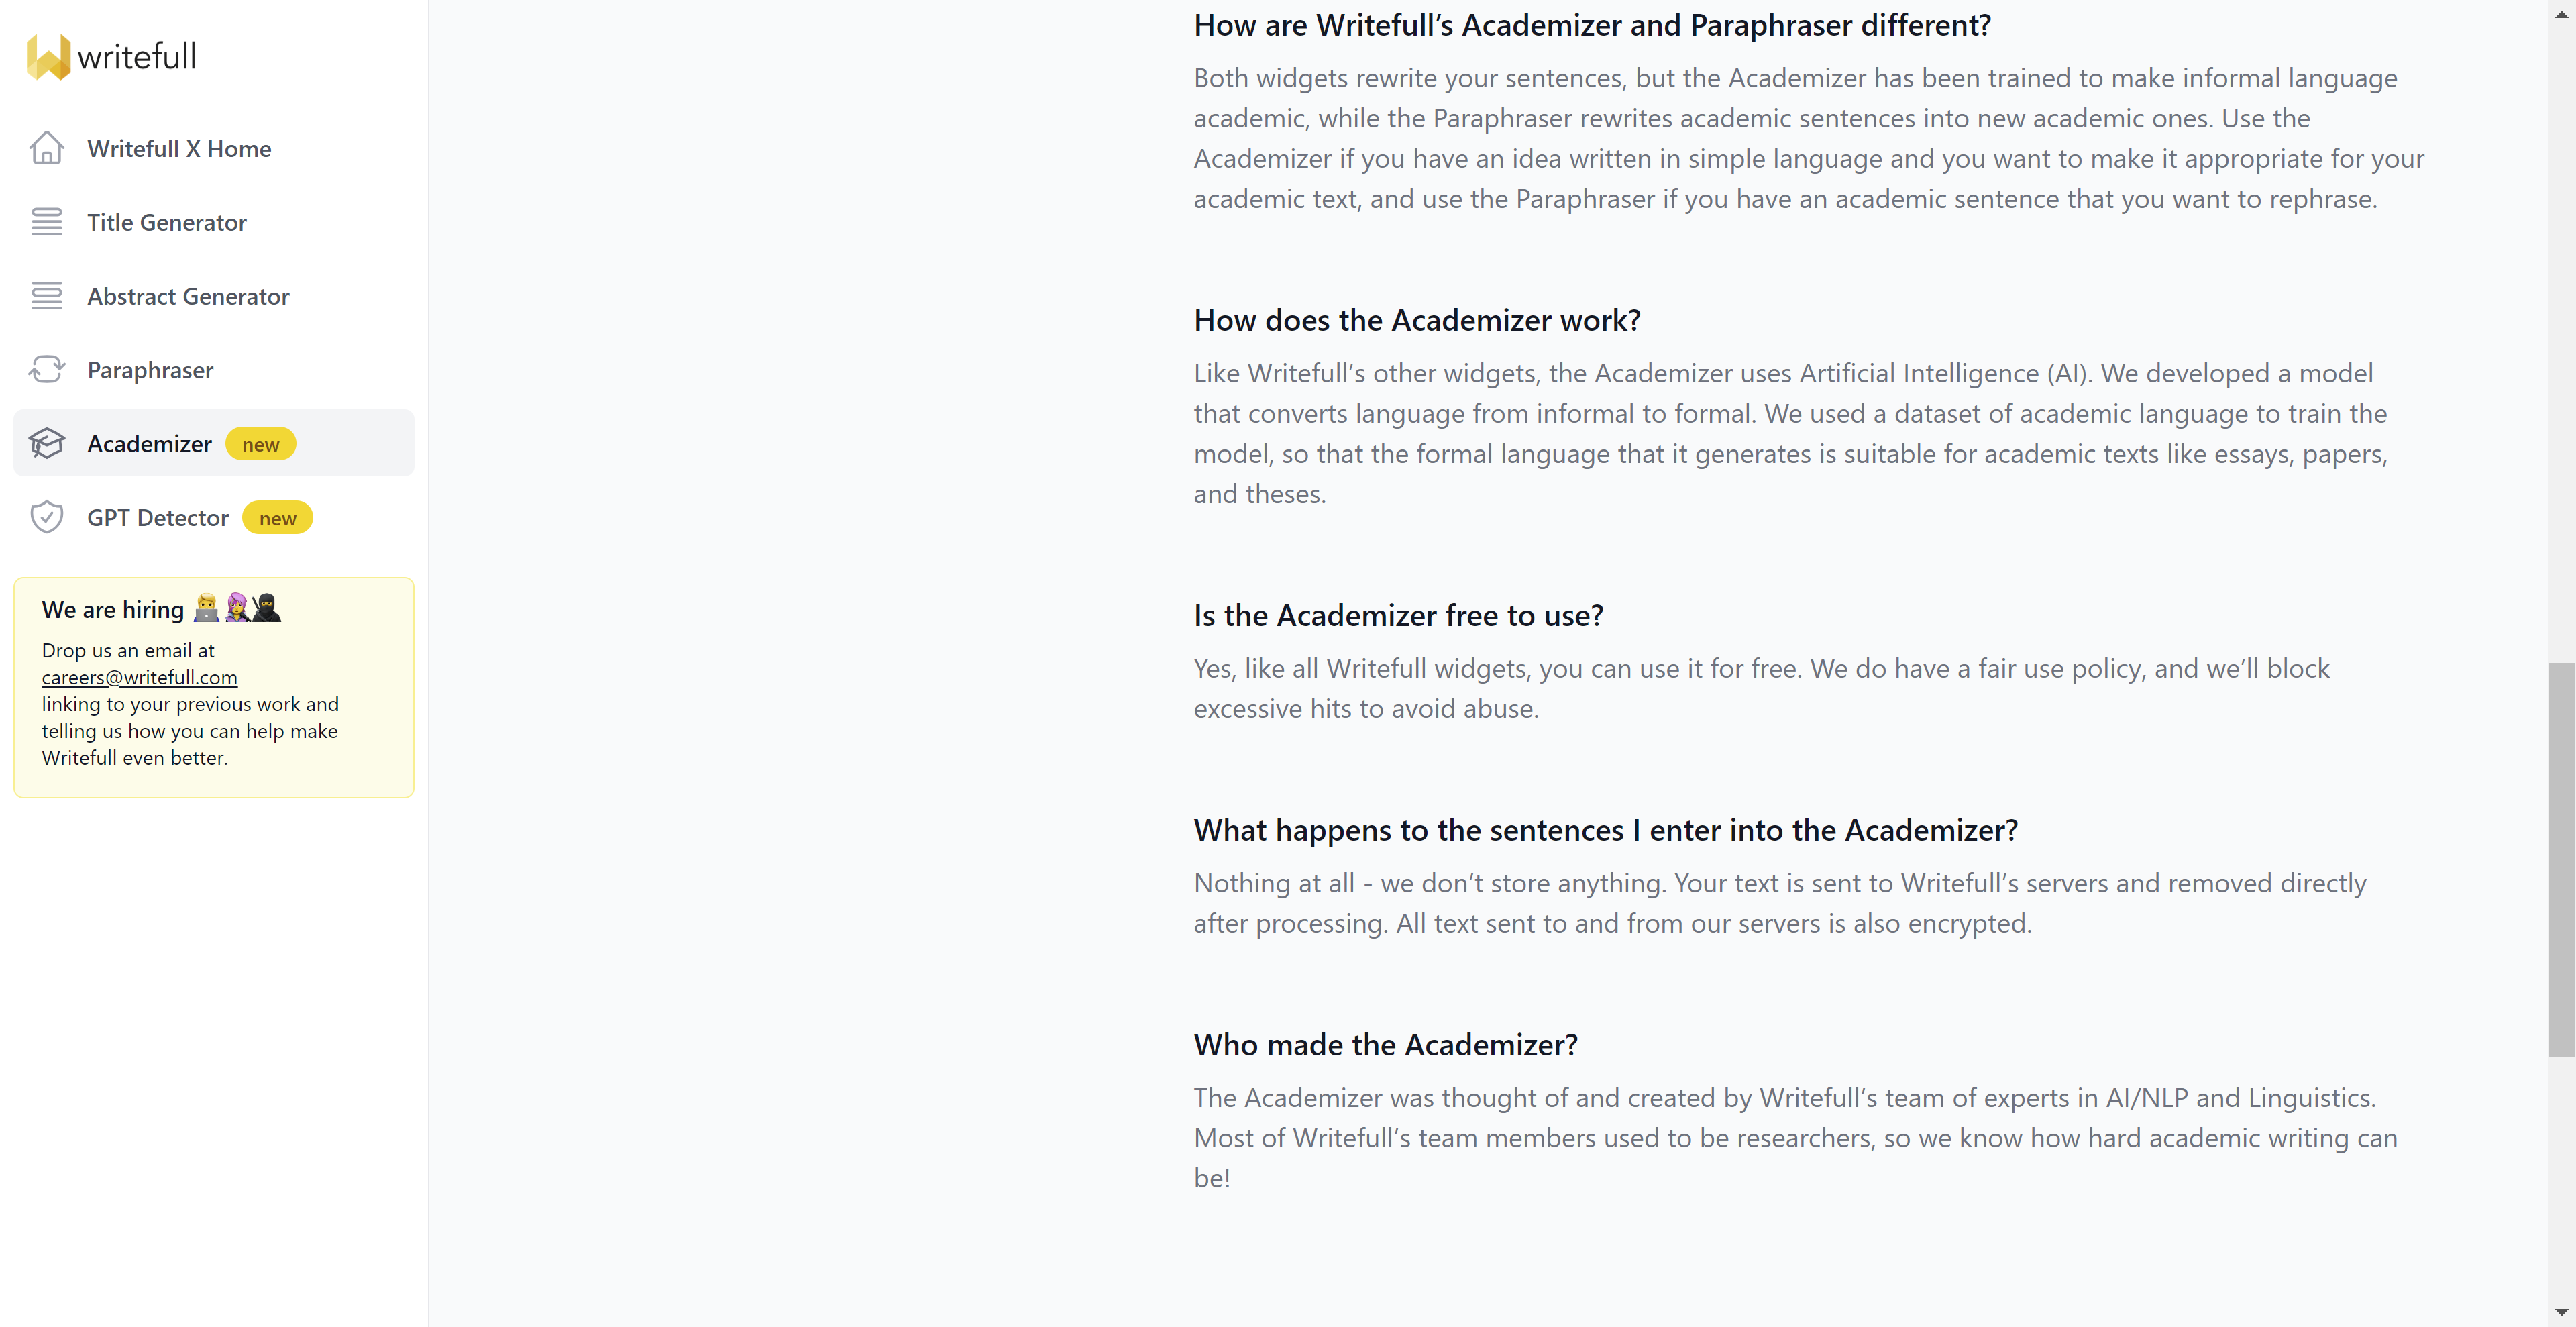 writefull
Writefull X Home
Title Generator
Abstract Generator
Paraphraser
Academizer new
GPT Detector new
We are hiring
Drop us an email at
careers@writefull.com
linking to your previous work and
telling us how you can help make
Writefull even better.
How are Writefull’s Academizer and Paraphraser different?
Both widgets rewrite your sentences, but the Academizer has been trained to make informal language
academic, while the Paraphraser rewrites academic sentences into new academic ones. Use the
Academizer if you have an idea written in simple language and you want to make it appropriate for your
academic text, and use the Paraphraser if you have an academic sentence that you want to rephrase.
How does the Academizer work?
Like Writefull’s other widgets, the Academizer uses Artificial Intelligence (AI). We developed a model
that converts language from informal to formal. We used a dataset of academic language to train the
model, so that the formal language that it generates is suitable for academic texts like essays, papers,
and theses.
Is the Academizer free to use?
Yes, like all Writefull widgets, you can use it for free. We do have a fair use policy, and we’ll block
excessive hits to avoid abuse.
What happens to the sentences I enter into the Academizer?
Nothing at all - we don’t store anything. Your text is sent to Writefull’s servers and removed directly
after processing. All text sent to and from our servers is also encrypted.
Who made the Academizer?
The Academizer was thought of and created by Writefull’s team of experts in AI/NLP and Linguistics.
Most of Writefull’s team members used to be researchers, so we know how hard academic writing can
be!